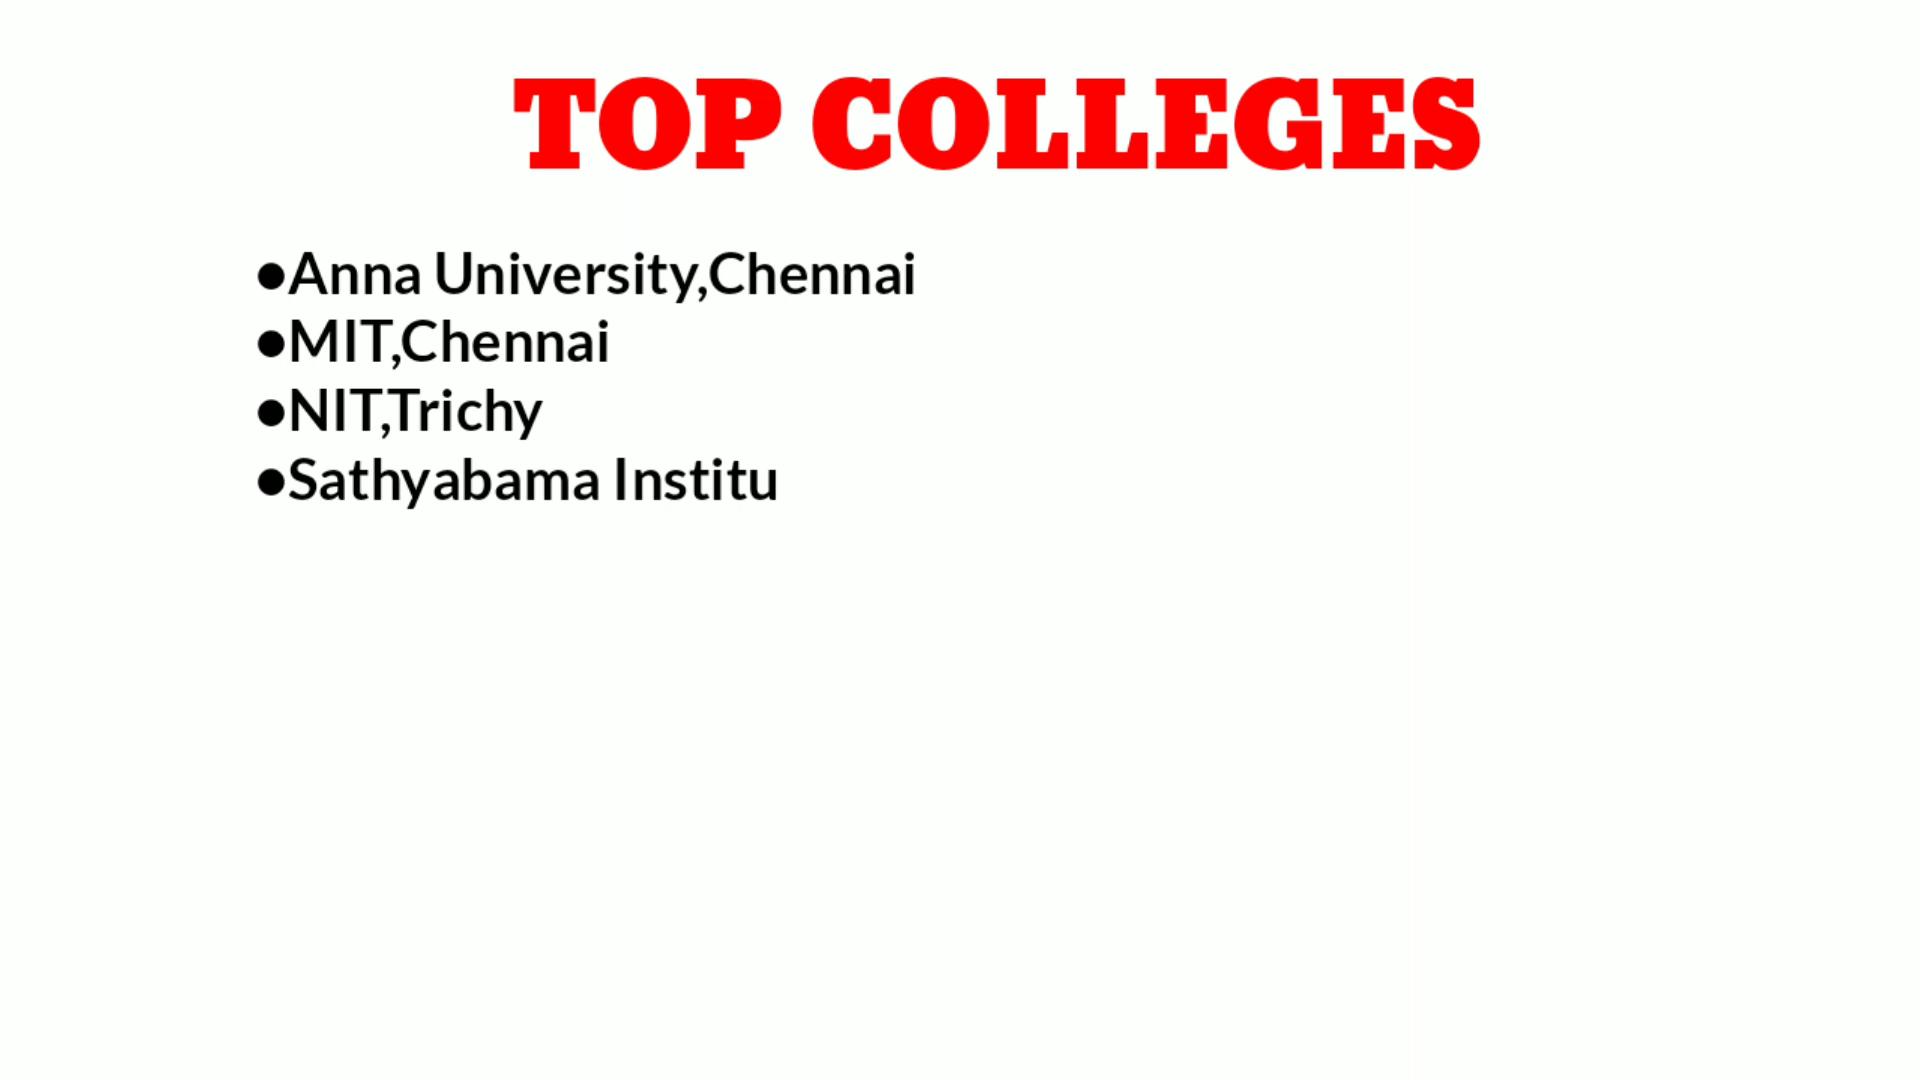 TOP COLLEGES
●Anna University,Chennai
●MIT,Chennai
●NIT,Trichy
●Sathyabama Institu